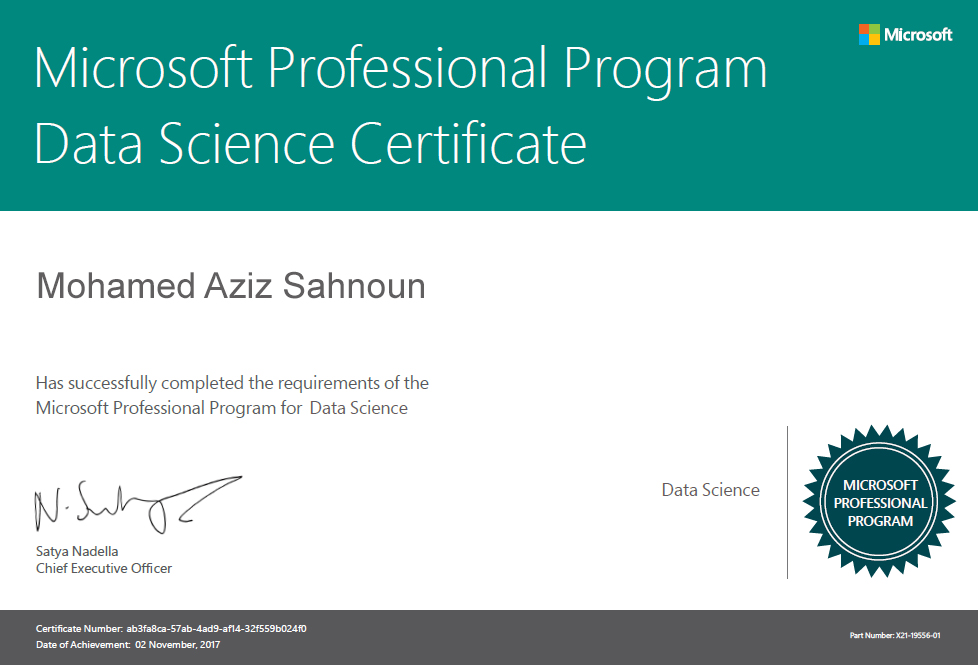 Microsoft
Microsoft Professional Program
Data Science Certificate
Mohamed Aziz Sahnoun
Has successfully completed the requirements of the
Microsoft Professional Program for Data Science
Data Science
MICROSOFT
PROFESSIONAL
PROGRAM
Satya Nadella
Chief Executive Officer
Certificate Number: ab3fa8ca-57ab-4ad9-af14-32f559b024f0
Date of Achievement: 02 November, 2017
Part Number: X21-19556-01